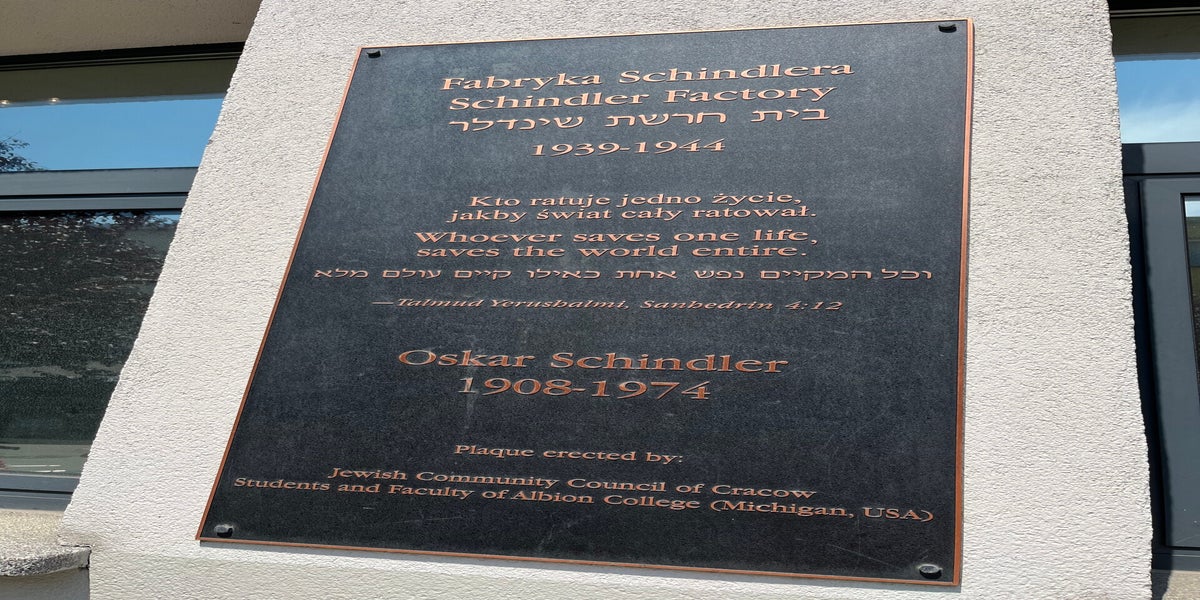 Fabryka Schindlera
Schindler Factory
בית חרשת שינדלר
1939-1944
Kto ratuje jedno życie,
jakby świat cały ratował.
Whoever saves one life,
saves the world entire.
וכל המקיים נפש אחת כאילו קיים עולם מלא
—Talmud Yerushalmi, Sanhedrin 4:12
Oskar Schindler
1908-1974
Plaque erected by:
Jewish Community Council of Cracow
Students and Faculty of Albion College (Michigan, USA)